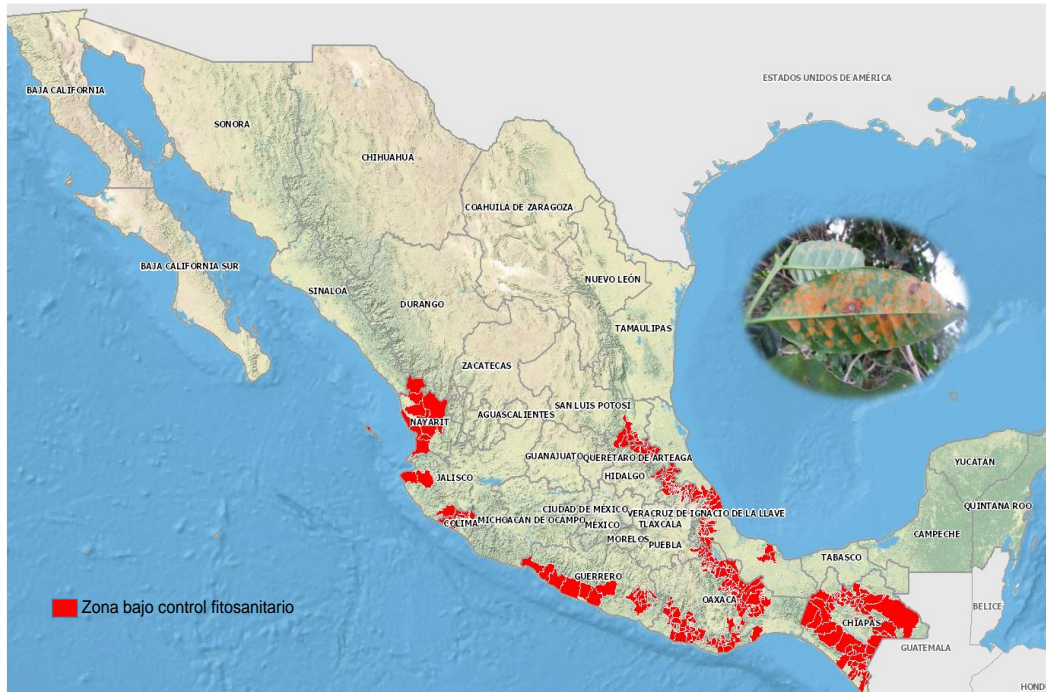 ESTADOS UNIDOS DE AMÉRICA
BAJA CALIFORNIA
SONORA
CHIHUAHUA
COAHUILA DE ZARAGOZA
BAJA CALIFORNIA SUR
NUEVO LEÓN
SINALOA
DURANGO
TAMAULIPAS
ZACATECAS
SAN LUIS POTOSÍ
AGUASCALIENTES
NAYARIT
GUANAJUATO
QUERÉTARO DE ARTEAGA
YUCATÁN
JALISCO
HIDALGO
QUINTANA ROO
CIUDAD DE MÉXICO
VERACRUZ DE IGNACIO DE LA LLAVE
COLIMA
MICHOACÁN DE OCAMPO
MÉXICO
TLAXCALA
CAMPECHE
MORELOS
PUEBLA
TABASCO
GUERRERO
OAXACA
BELICE
Zona bajo control fitosanitario
CHIAPAS
GUATEMALA
HOND